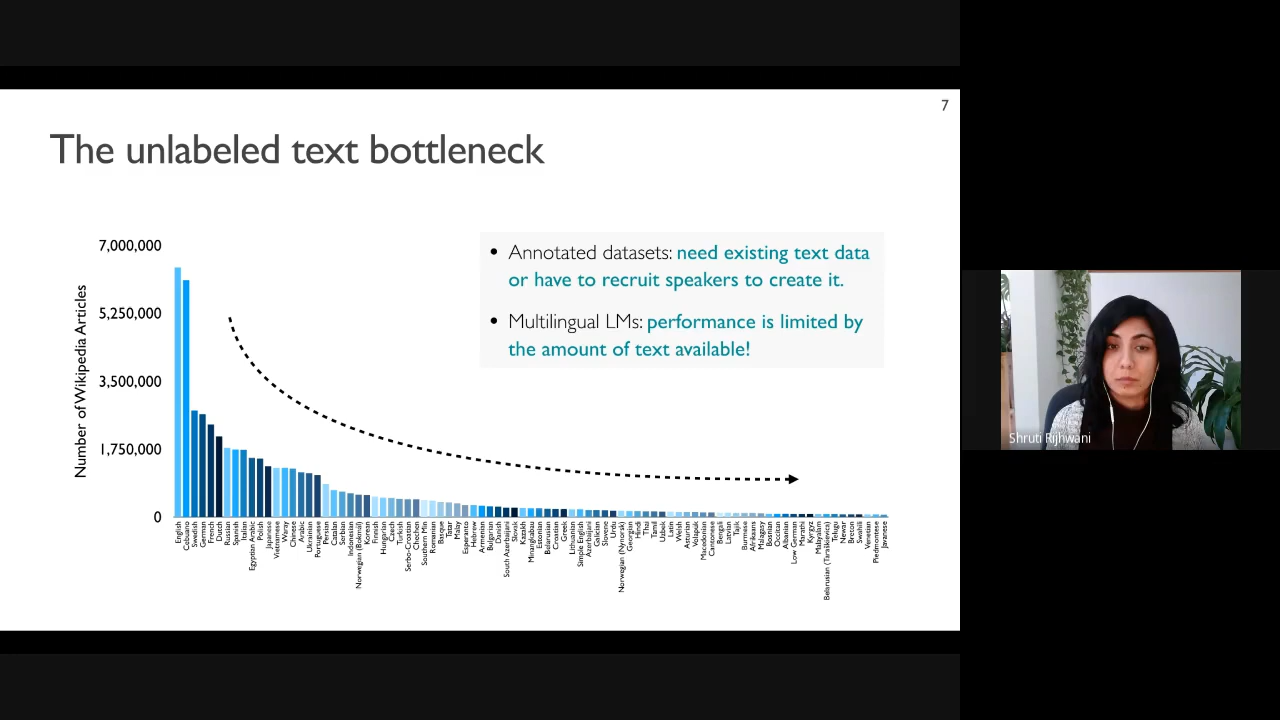 7
The unlabeled text bottleneck
• Annotated datasets: need existing text data
or have to recruit speakers to create it.
• Multilingual LMs: performance is limited by
the amount of text available!
Number of Wikipedia Articles
7,000,000
5,250,000
3,500,000
1,750,000
0
English
Cebuano
Swedish
German
French
Dutch
Russian
Spanish
Italian
Egyptian Arabic
Polish
Japanese
Vietnamese
Waray
Chinese
Arabic
Ukrainian
Portuguese
Persian
Catalan
Serbian
Indonesian
Norwegian (Bokmål)
Korean
Finnish
Hungarian
Czech
Turkish
Serbo-Croatian
Chechen
Southern Min
Romanian
Basque
Tatar
Malay
Esperanto
Hebrew
Armenian
Bulgarian
Danish
South Azerbaijani
Slovak
Kazakh
Minangkabau
Estonian
Belarusian
Croatian
Greek
Lithuanian
Simple English
Azerbaijani
Galician
Slovene
Urdu
Norwegian (Nynorsk)
Georgian
Hindi
Thai
Tamil
Uzbek
Latin
Welsh
Asturian
Volapük
Macedonian
Cantonese
Bengali
Latvian
Tajik
Burmese
Afrikaans
Malagasy
Bosnian
Occitan
Albanian
Low German
Marathi
Kyrgyz
Malayalam
Belarusian (Taraškievica)
Telugu
Newar
Breton
Swahili
Venetian
Piedmontese
Javanese
Shruti Rijhwani